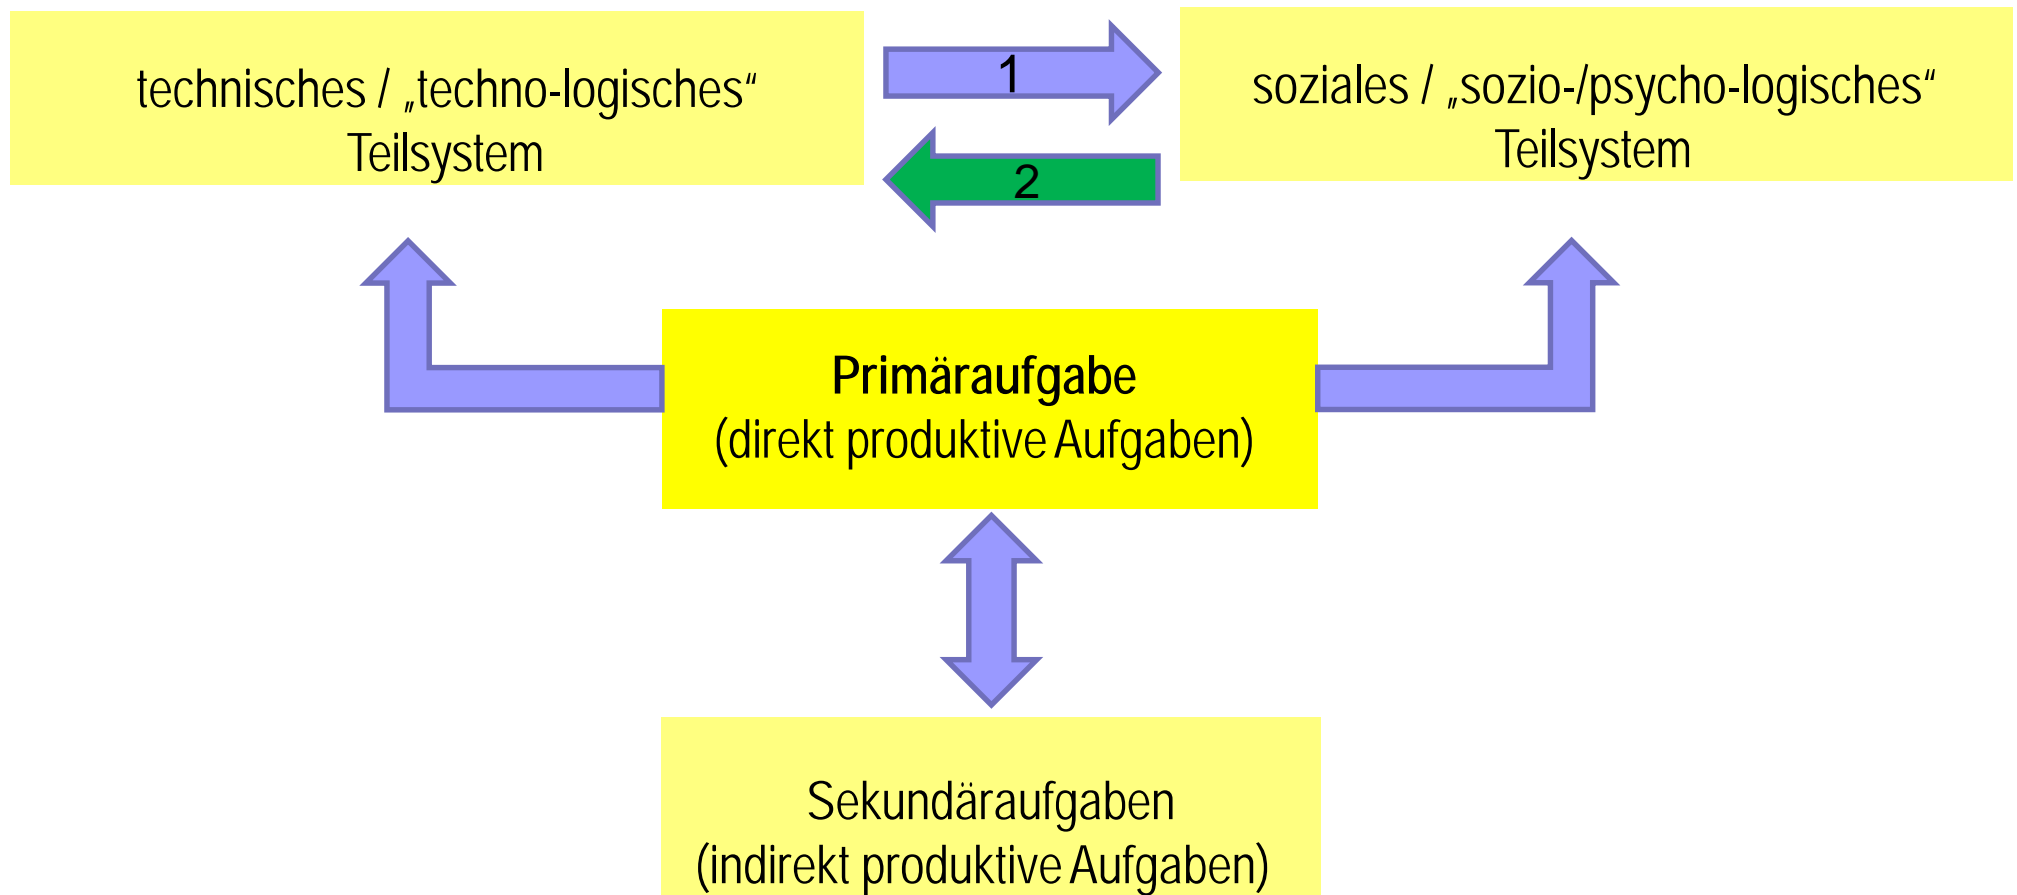 technisches / „techno-logisches“
Teilsystem
1
2
soziales / „sozio-/psycho-logisches“
Teilsystem
Primäraufgabe
(direkt produktive Aufgaben)
Sekundäraufgaben
(indirekt produktive Aufgaben)